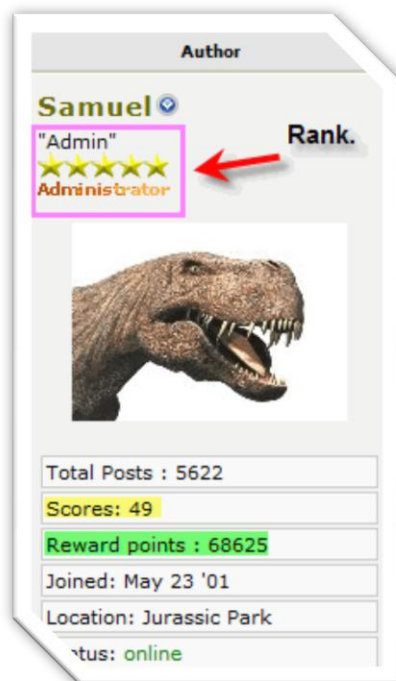 Author
Samuel
"Admin"
Rank.
Administrator
Total Posts : 5622
Scores: 49
Reward points : 68625
Joined: May 23 '01
Location: Jurassic Park
online